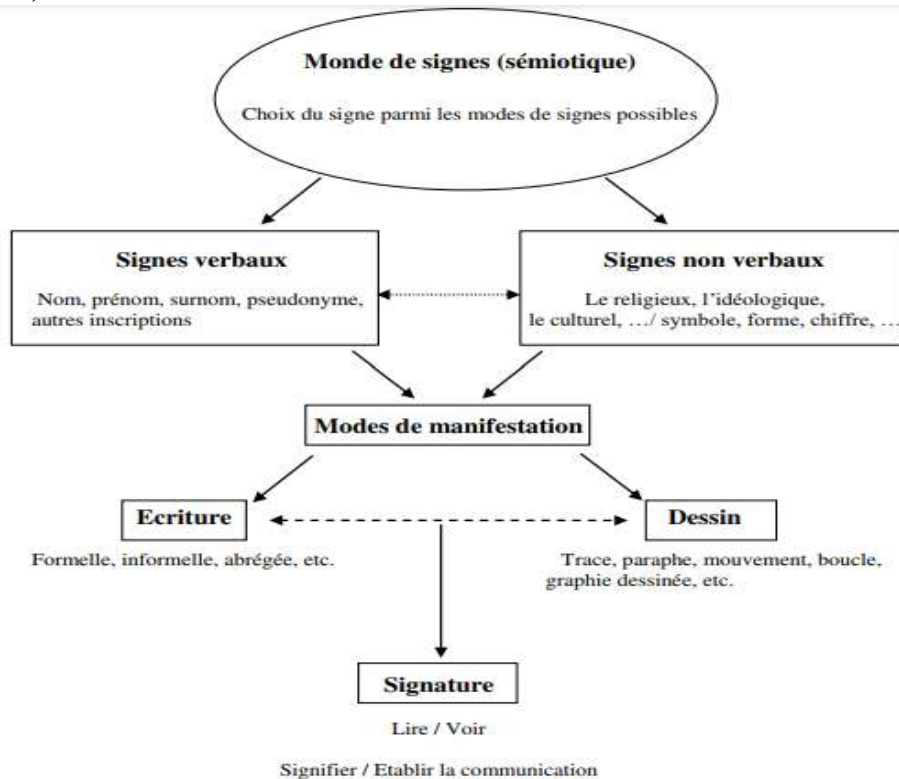 Monde de signes (sémiotique)
Choix du signe parmi les modes de signes possibles
Signes verbaux
Nom, prénom, surnom, pseudonyme,
autres inscriptions
Signes non verbaux
Le religieux, l’idéologique,
le culturel, …/ symbole, forme, chiffre, …
Modes de manifestation
Ecriture
Formelle, informelle, abrégée, etc.
Dessin
Trace, paraphe, mouvement, boucle,
graphie dessinée, etc.
Signature
Lire / Voir
Signifier / Etablir la communication